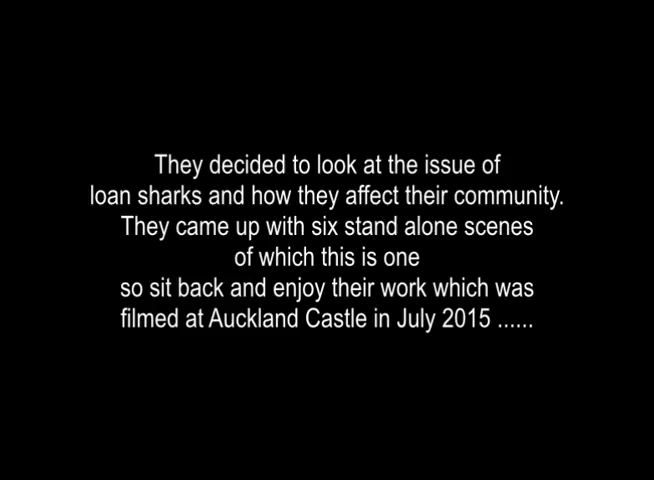 They decided to look at the issue of
loan sharks and how they affect their community.
They came up with six stand alone scenes
of which this is one
so sit back and enjoy their work which was
filmed at Auckland Castle in July 2015 ......